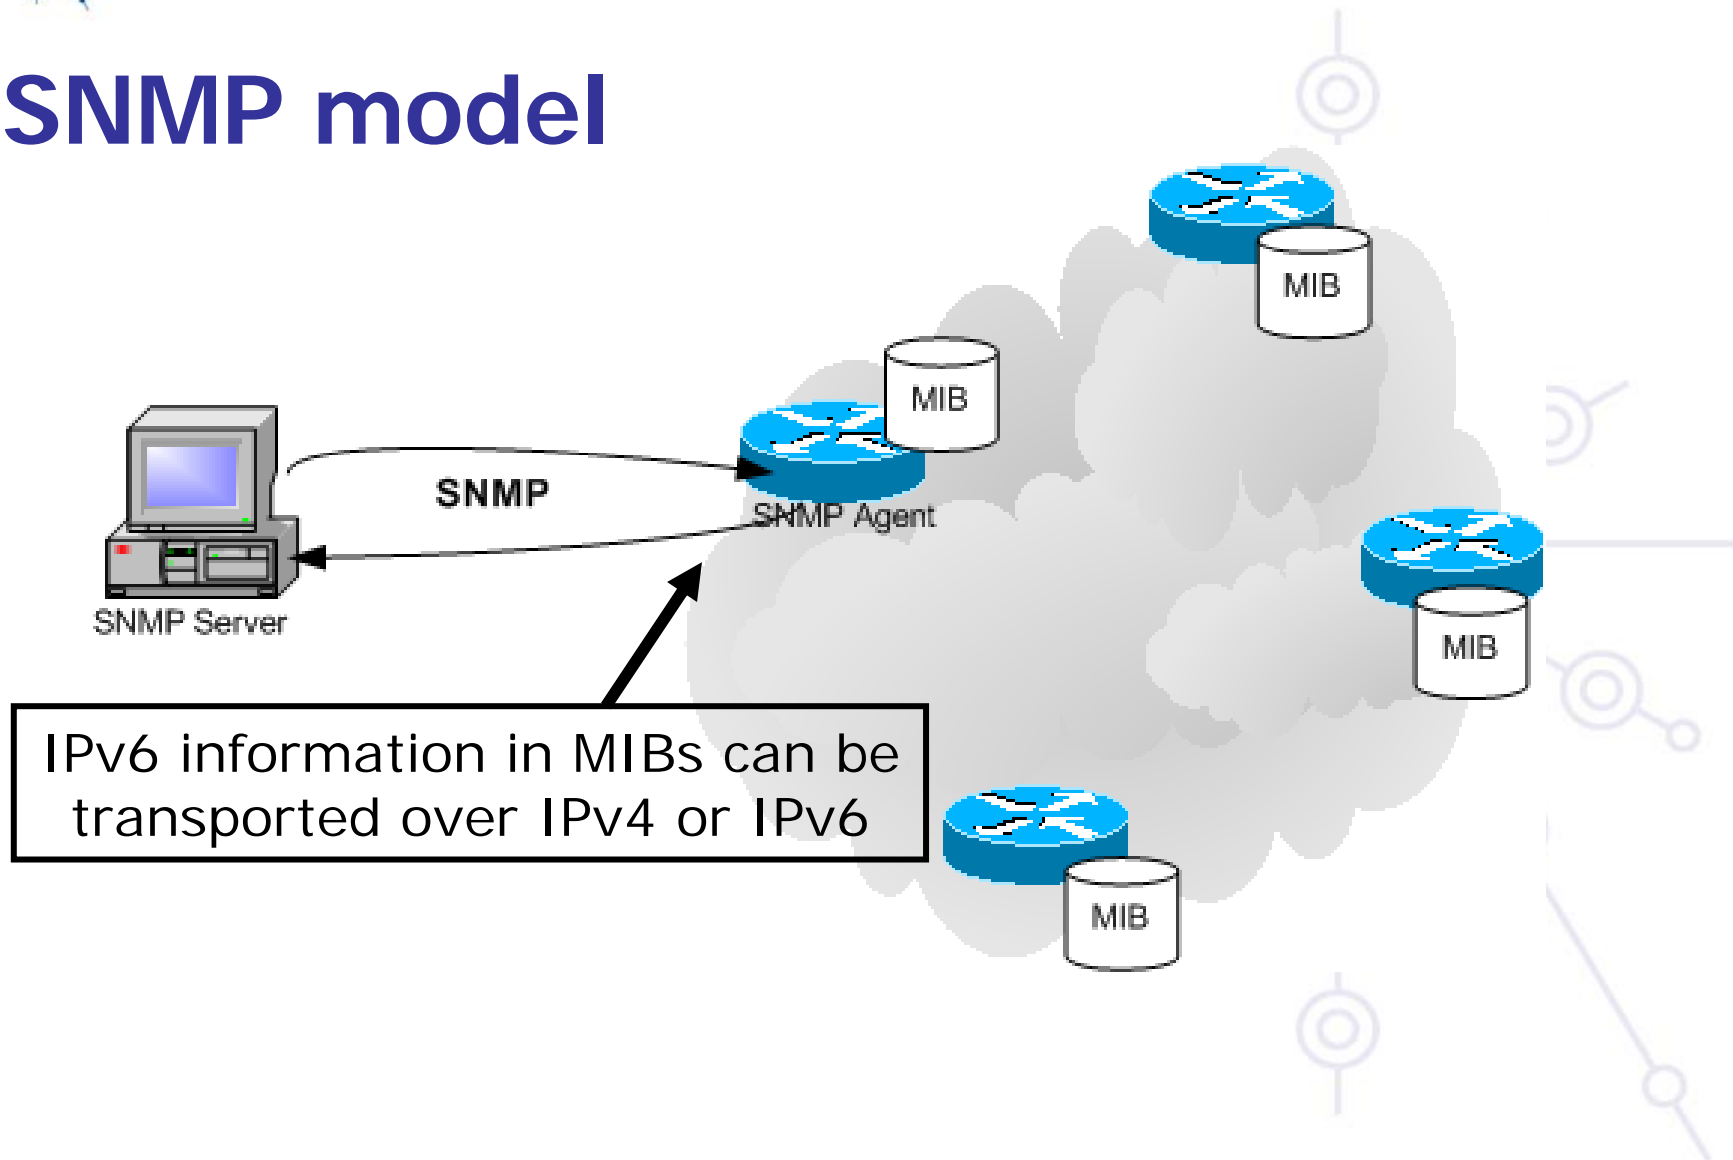 SNMP model
MIB
MIB
SNMP
SNMP Agent
SNMP Server
MIB
IPv6 information in MIBs can be
transported over IPv4 or IPv6
MIB